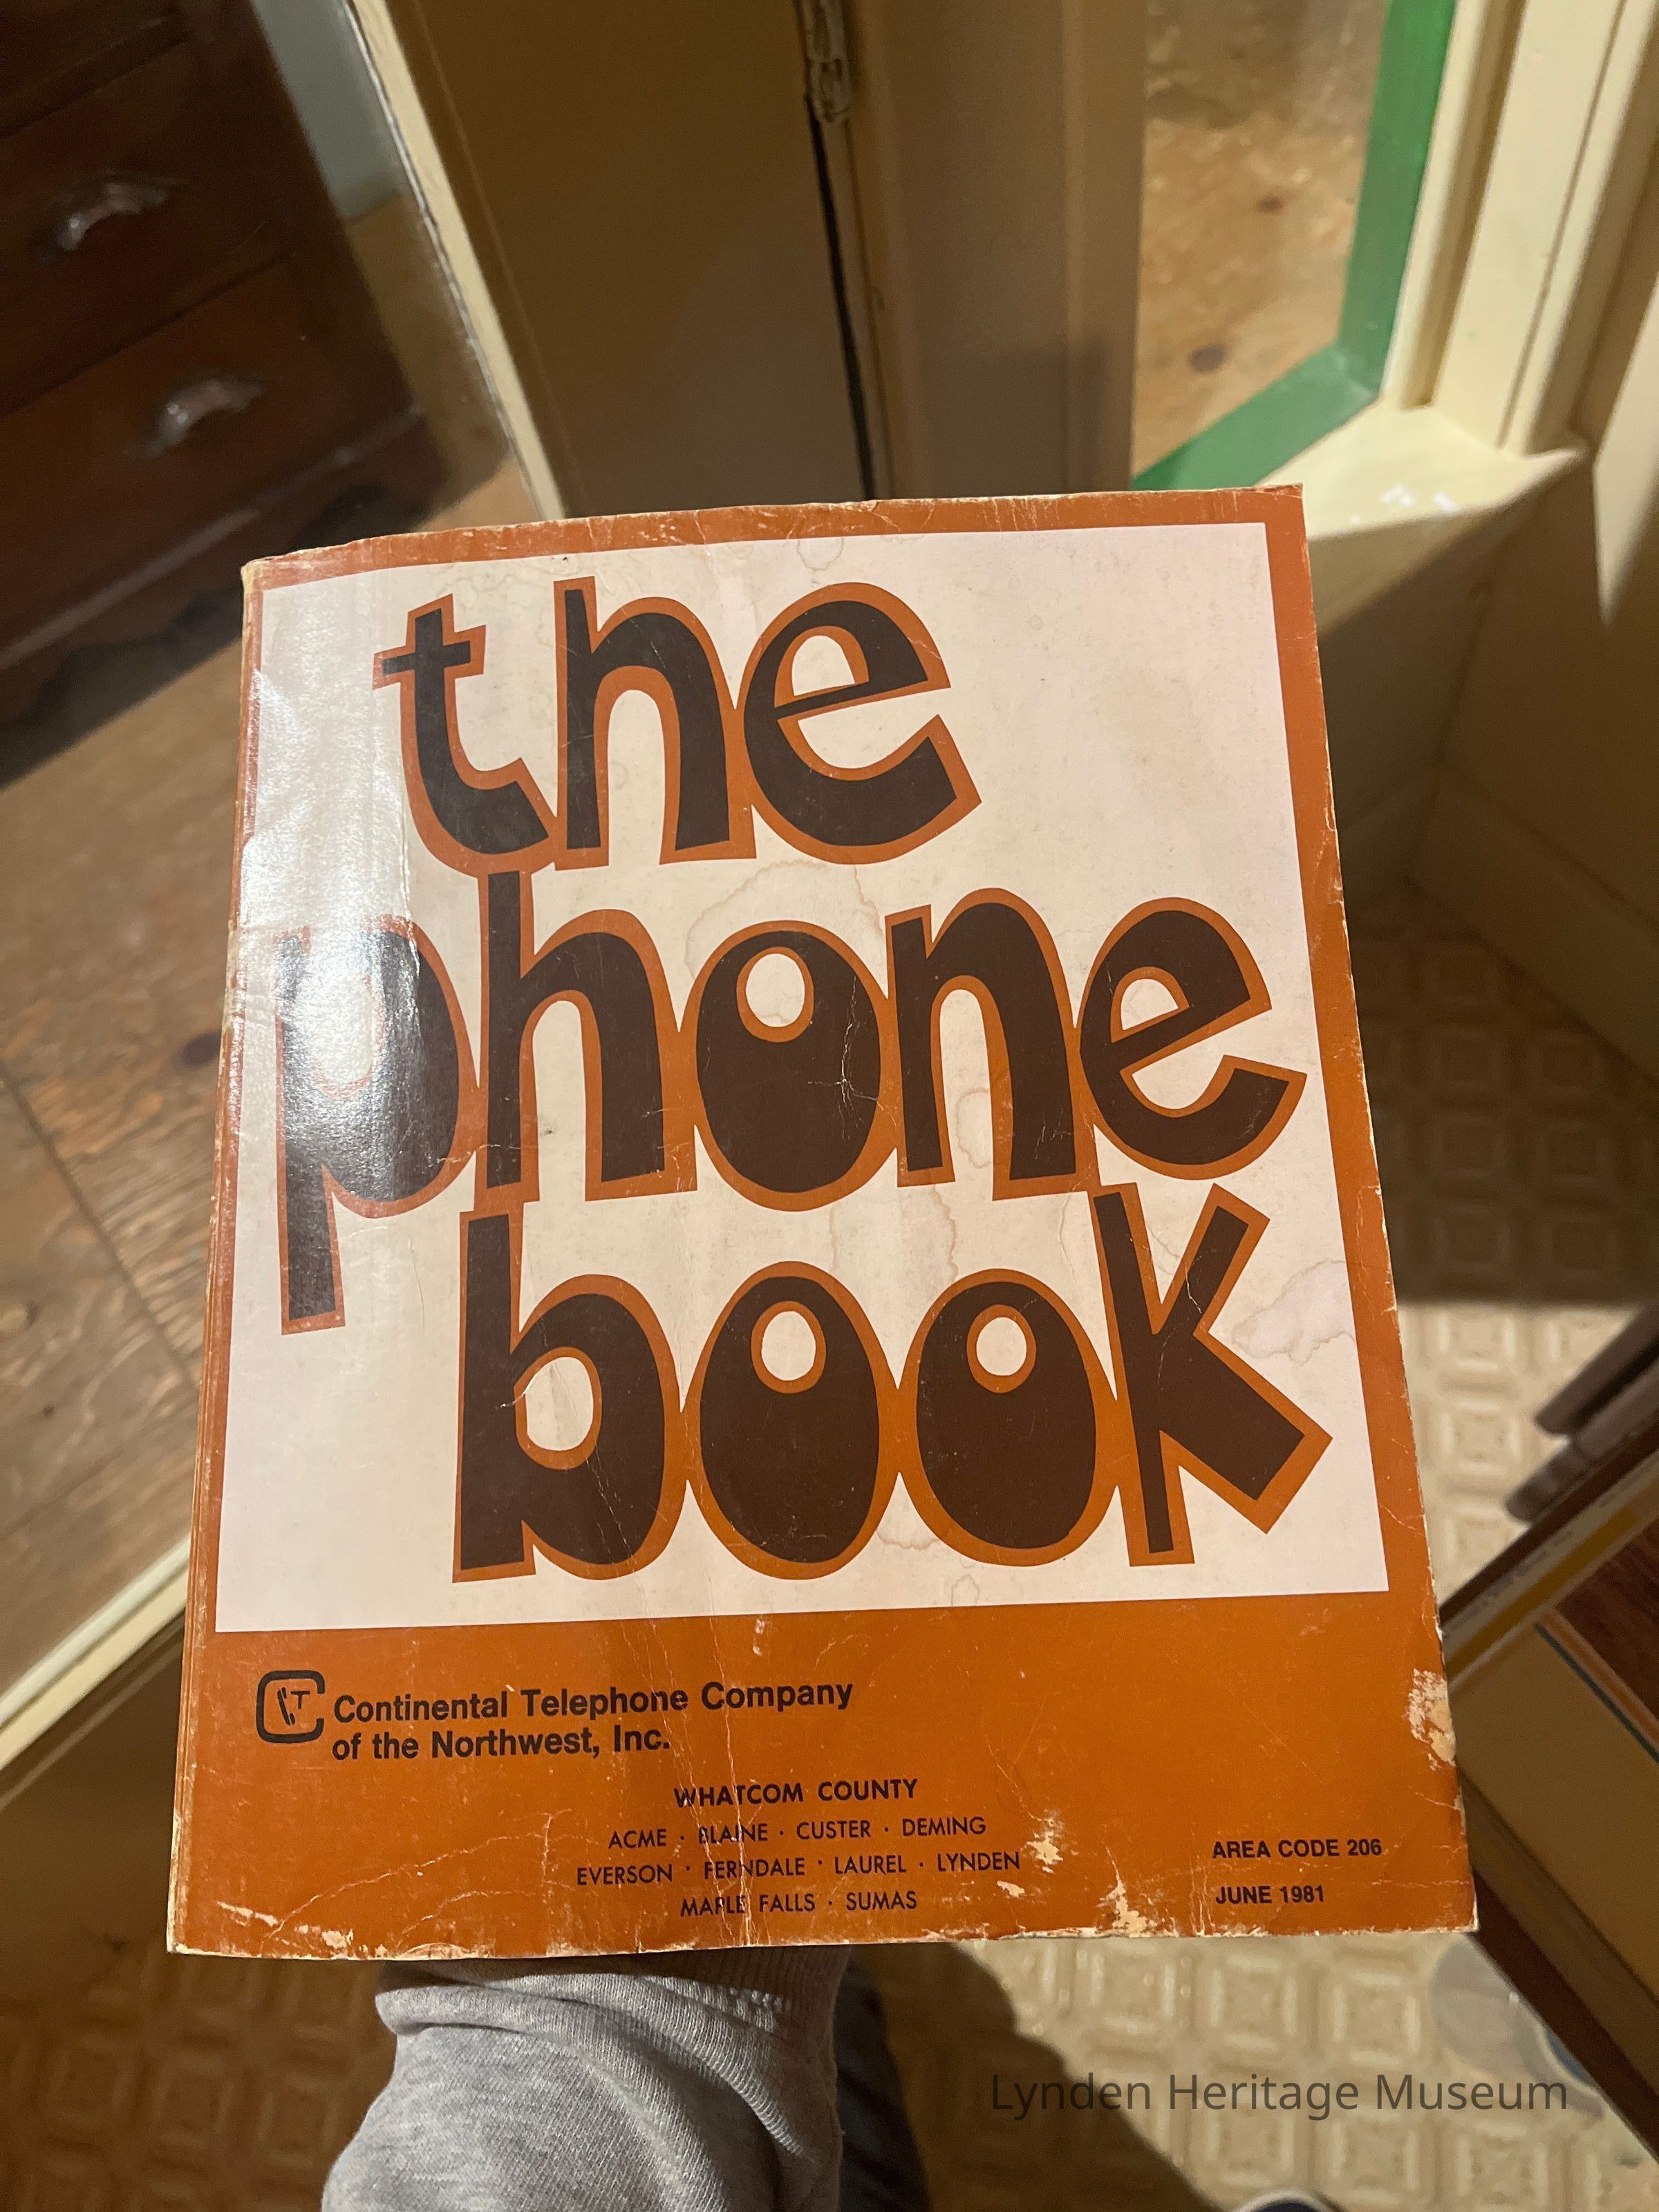 the
phone
book
CT Continental Telephone Company
of the Northwest, Inc.
WHATCOM COUNTY
ACME · BLAINE · CUSTER · DEMING
EVERSON · FERNDALE · LAUREL · LYNDEN
MAPLE FALLS · SUMAS
AREA CODE 206
JUNE 1981
Lynden Heritage Museum